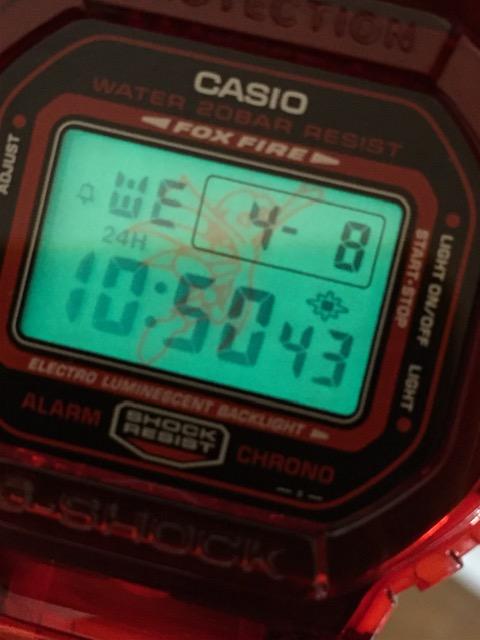 PROTECTION
CASIO
WATER 20BAR RESIST
FOX FIRE
ADJUST
WE 4- 8
24H
10:50 43
START·STOP
LIGHT ON/OFF
LIGHT
ELECTRO LUMINESCENT BACKLIGHT
ALARM
SHOCK
RESIST
CHRONO
G-SHOCK